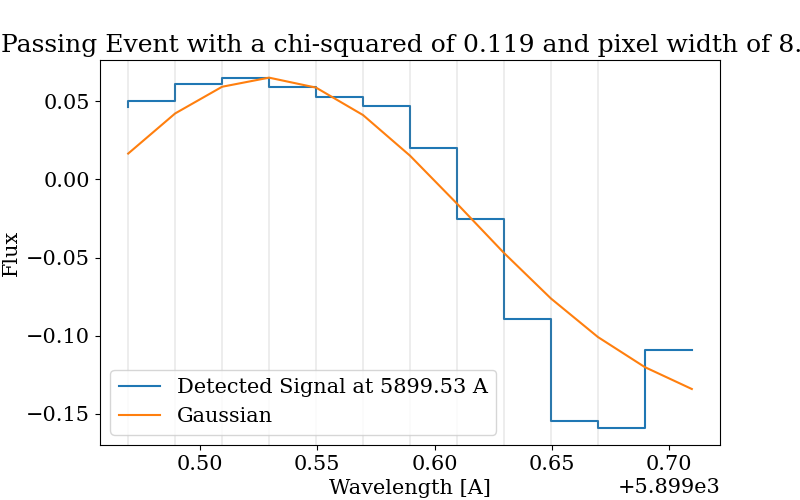 Passing Event with a chi-squared of 0.119 and pixel width of 8.
Flux
0.05
0.00
−0.05
−0.10
−0.15
Detected Signal at 5899.53 A
Gaussian
0.50 0.55 0.60 0.65 0.70
Wavelength [A]
+5.899e3